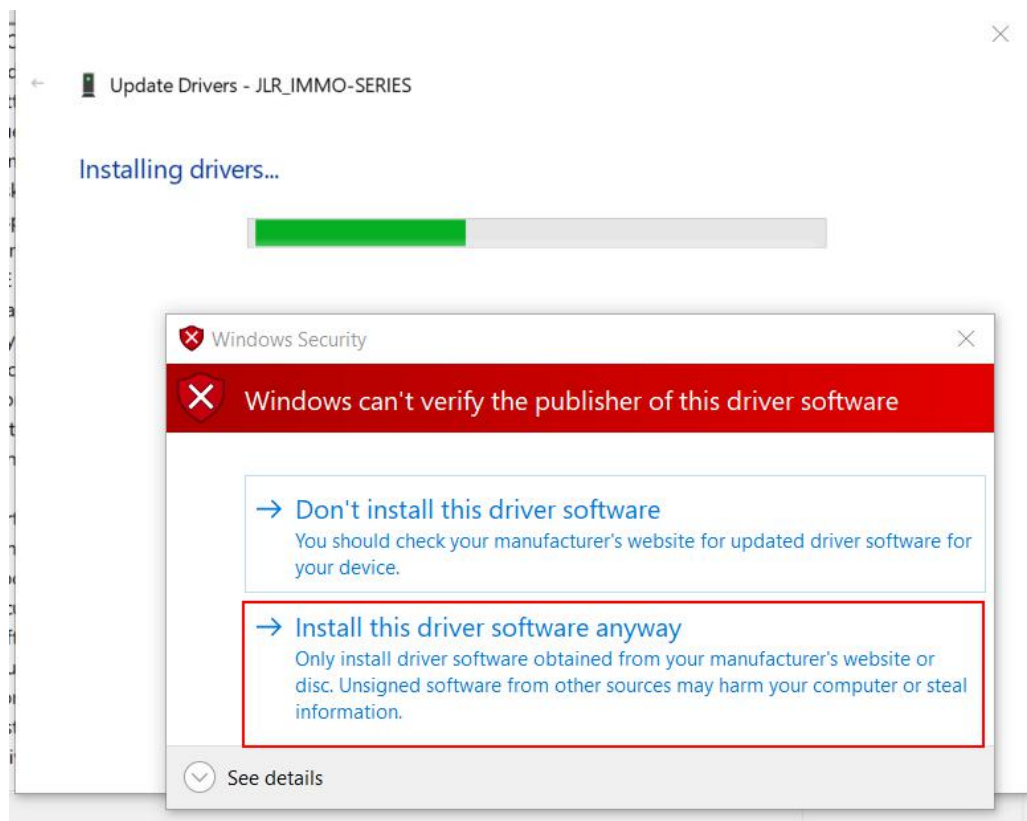 Update Drivers - JLR_IMMO-SERIES
Installing drivers...
Windows Security
Windows can't verify the publisher of this driver software
Don't install this driver software
You should check your manufacturer's website for updated driver software for
your device.
Install this driver software anyway
Only install driver software obtained from your manufacturer's website or
disc. Unsigned software from other sources may harm your computer or steal
information.
See details